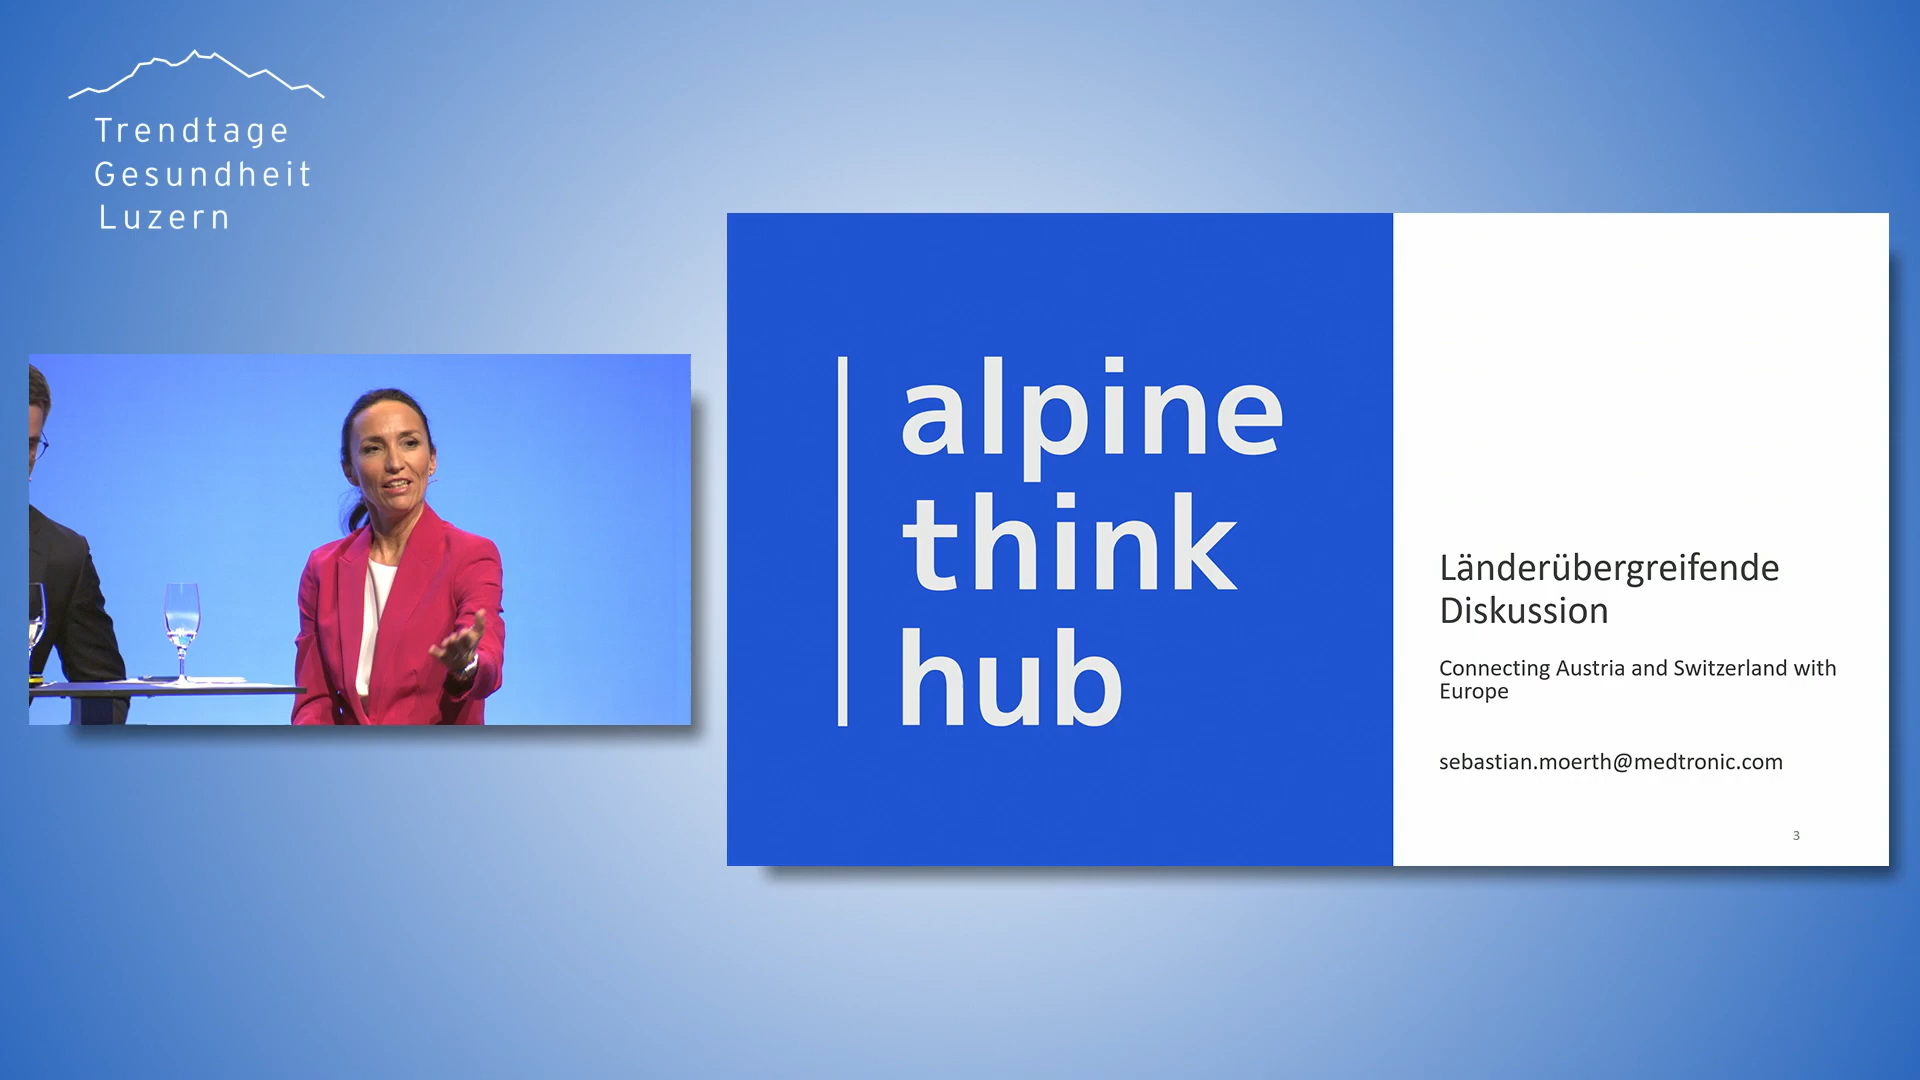 Trendtage
Gesundheit
Luzern
alpine
think
hub
Länderübergreifende
Diskussion
Connecting Austria and Switzerland with
Europe
sebastian.moerth@medtronic.com
3